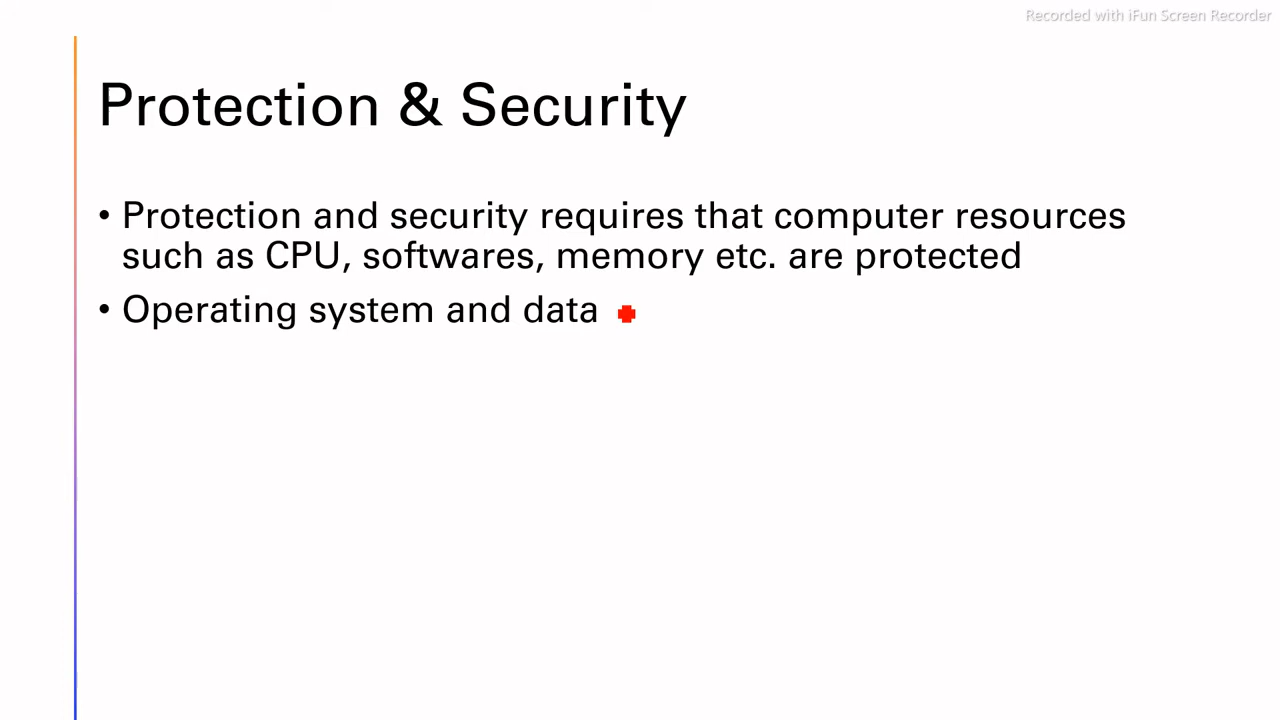 Recorded with iFun Screen Recorder
Protection & Security
• Protection and security requires that computer resources
such as CPU, softwares, memory etc. are protected
• Operating system and data